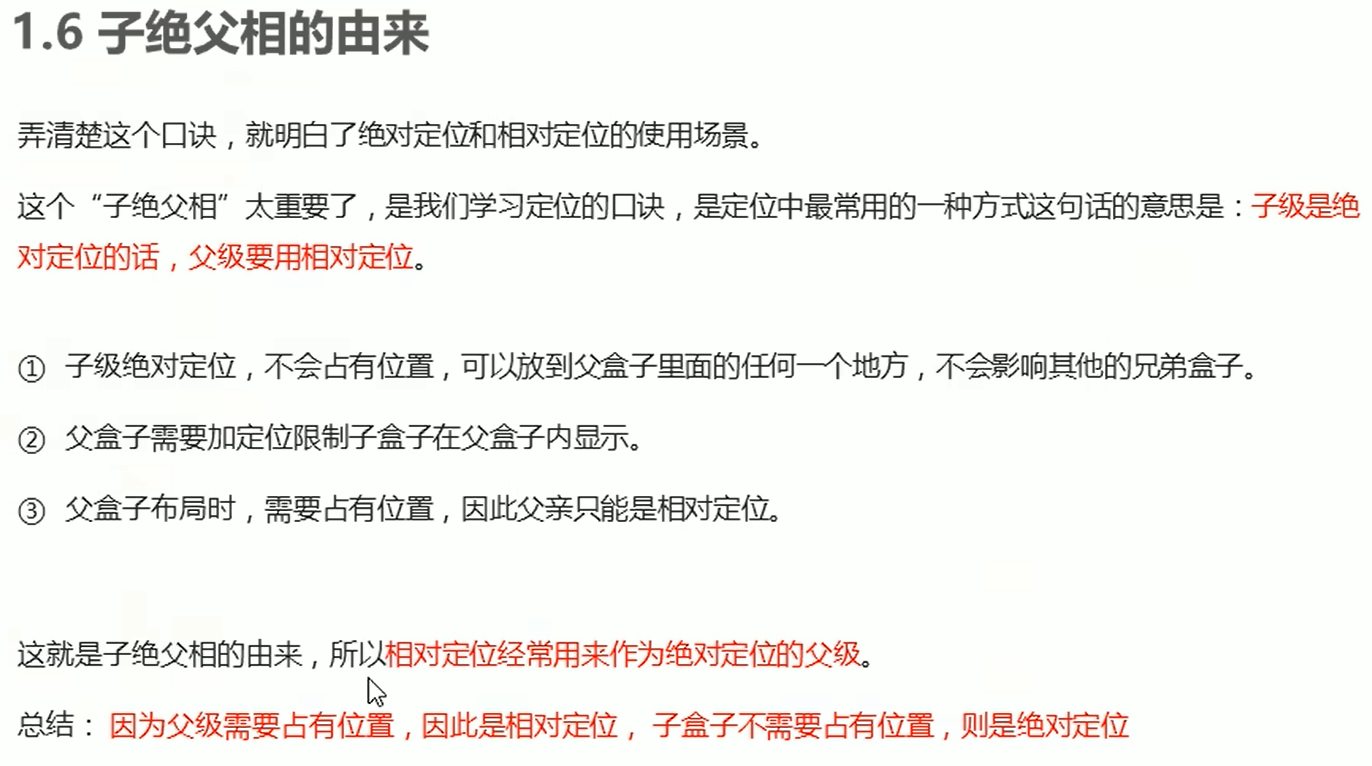 1.6 子绝父相的由来
弄清楚这个口诀，就明白了绝对定位和相对定位的使用场景。
这个“子绝父相”太重要了，是我们学习定位的口诀，是定位中最常用的一种方式这句话的意思是：子级是绝
对定位的话，父级要用相对定位。
① 子级绝对定位，不会占有位置，可以放到父盒子里面的任何一个地方，不会影响其他的兄弟盒子。
② 父盒子需要加定位限制子盒子在父盒子内显示。
③ 父盒子布局时，需要占有位置，因此父亲只能是相对定位。
这就是子绝父相的由来，所以相对定位经常用来作为绝对定位的父级。
总结： 因为父级需要占有位置，因此是相对定位， 子盒子不需要占有位置，则是绝对定位